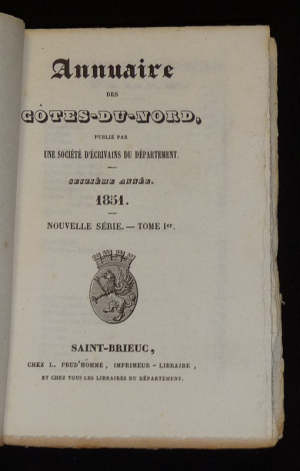 Annuaire
DES
CÔTES-DU-NORD,
PUBLIÉ PAR
UNE SOCIÉTÉ D'ÉCRIVAINS DU DÉPARTEMENT.
SEIZIÈME ANNÉE.
1851.
NOUVELLE SÉRIE. — TOME Ier.
SAINT-BRIEUC,
CHEZ L. PRUD'HOMME, IMPRIMEUR-LIBRAIRE,
ET CHEZ TOUS LES LIBRAIRES DU DÉPARTEMENT.